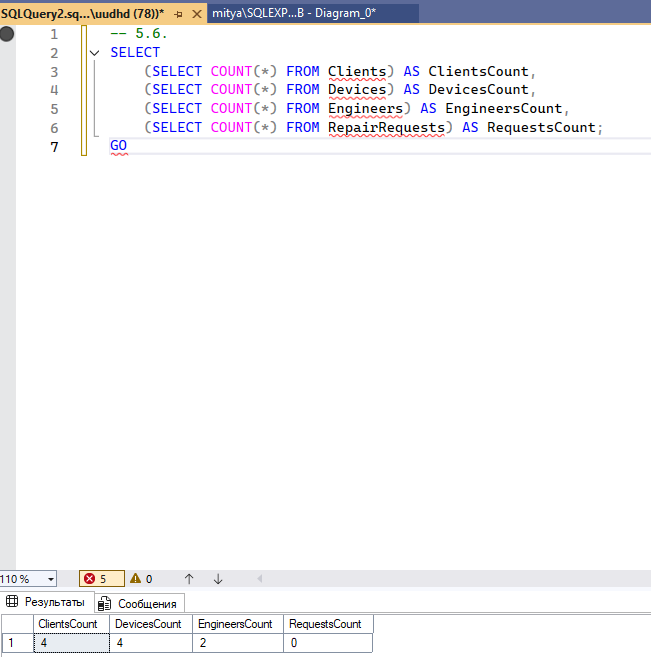 SQLQuery2.sq...\uudhd (78))* mitya\SQLEXP...B - Diagram_0*
1 -- 5.6.
2 SELECT
3 (SELECT COUNT(*) FROM Clients) AS ClientsCount,
4 (SELECT COUNT(*) FROM Devices) AS DevicesCount,
5 (SELECT COUNT(*) FROM Engineers) AS EngineersCount,
6 (SELECT COUNT(*) FROM RepairRequests) AS RequestsCount;
7 GO
110 % 5 0
Результаты Сообщения
ClientsCount DevicesCount EngineersCount RequestsCount
1 4 4 2 0